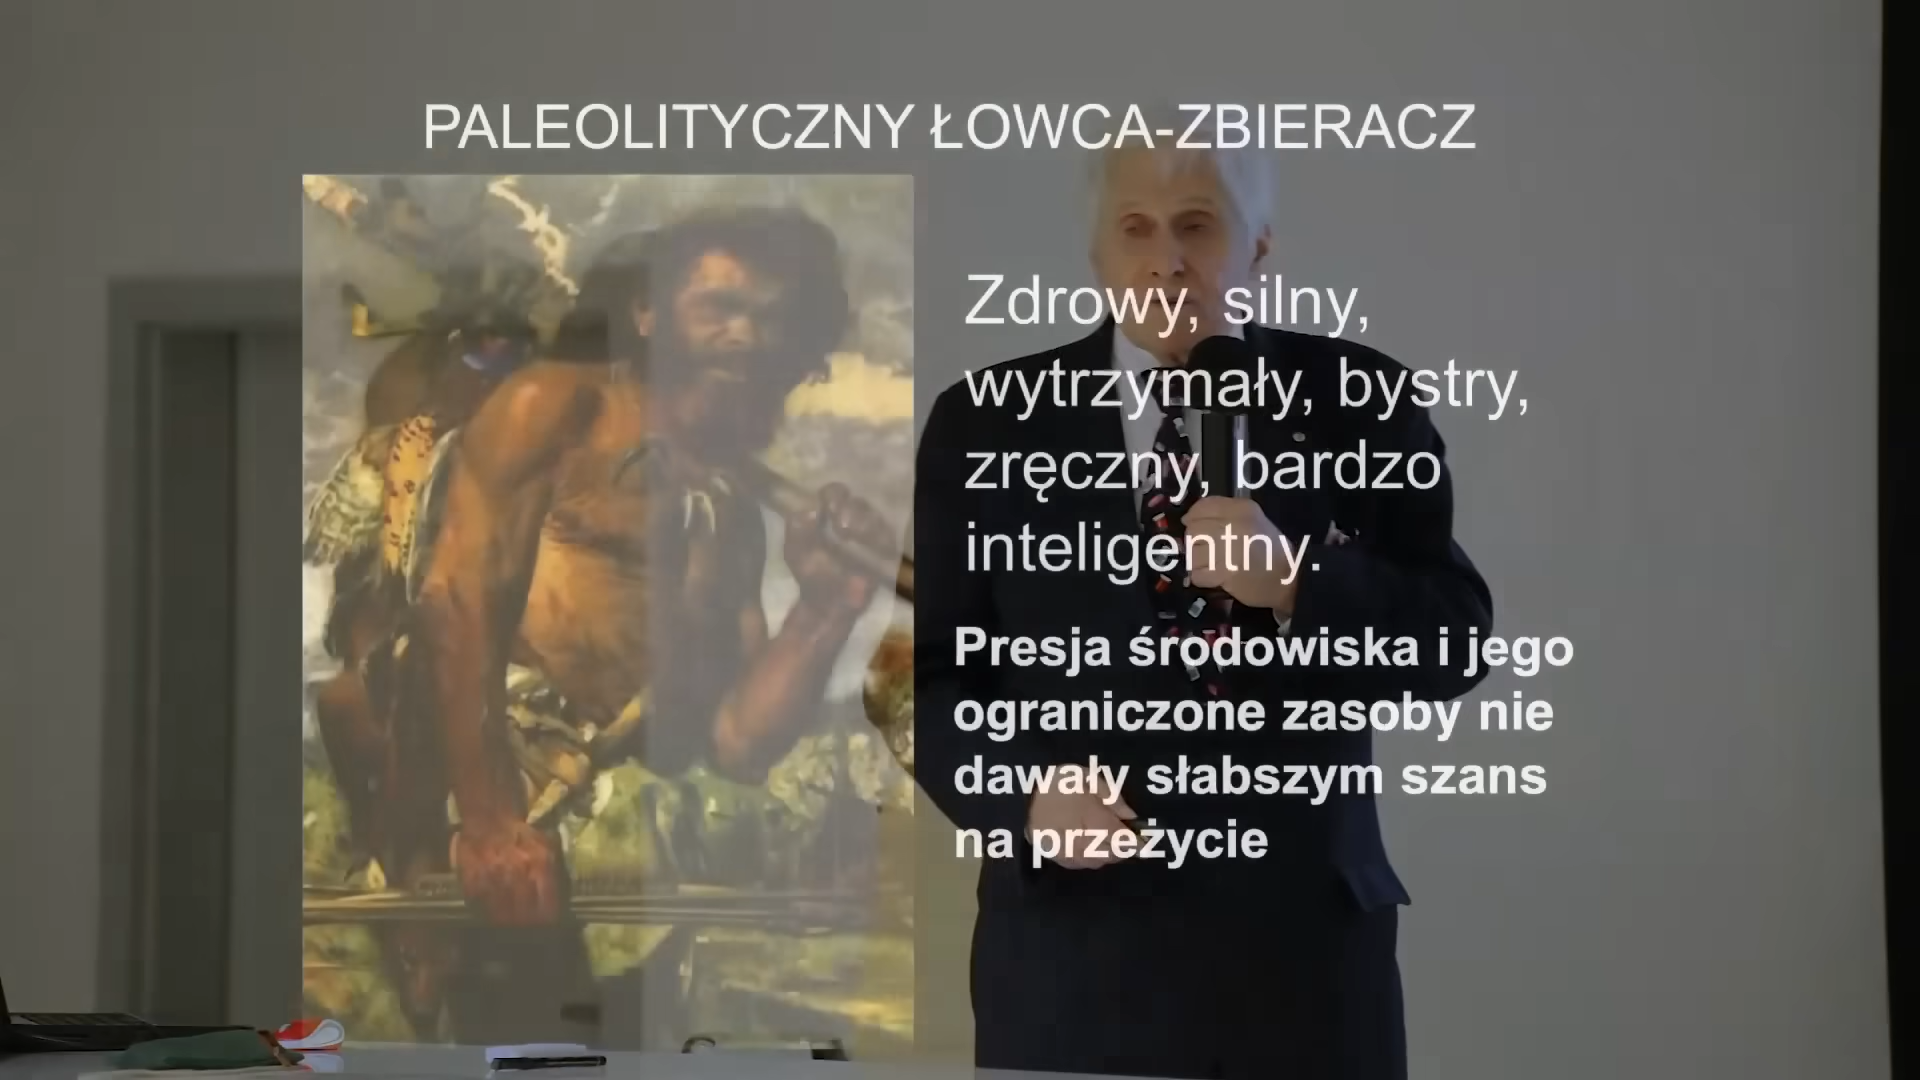 PALEOLITYCZNY ŁOWCA-ZBIERACZ
Zdrowy, silny,
wytrzymały, bystry,
zręczny, bardzo
inteligentny.
Presja środowiska i jego
ograniczone zasoby nie
dawały słabszym szans
na przeżycie